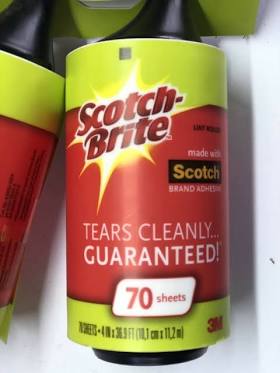 Scotch-
Brite
LINT ROLLER
made with
Scotch
BRAND ADHESIVE
TEARS CLEANLY...
GUARANTEED!
70 sheets
70 SHEETS • 4 IN x 36.9 FT (10,1 cm x 11,2 m)
3M